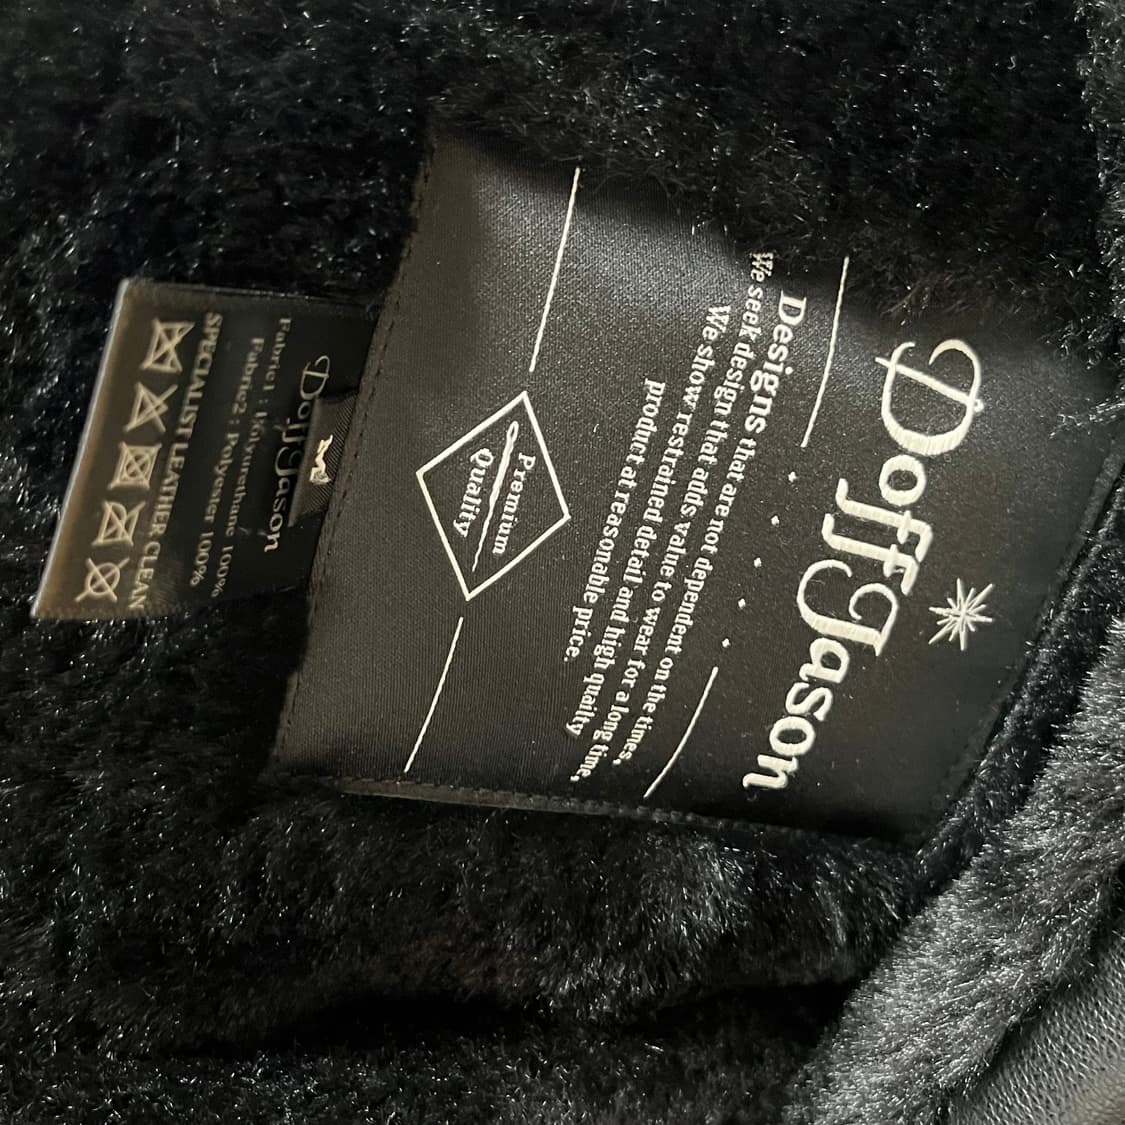 DoffJason
Designs that are not dependent on the times,
We seek design that adds value to wear for a long time,
We show restrained detail and high quailty
product at reasonable price.
Premium
Quality
M
DoffJason
Fabric1 : Polyurethane 100%
Fabric2 : Polyester 100%
SPECIALIST LEATHER CLEAN